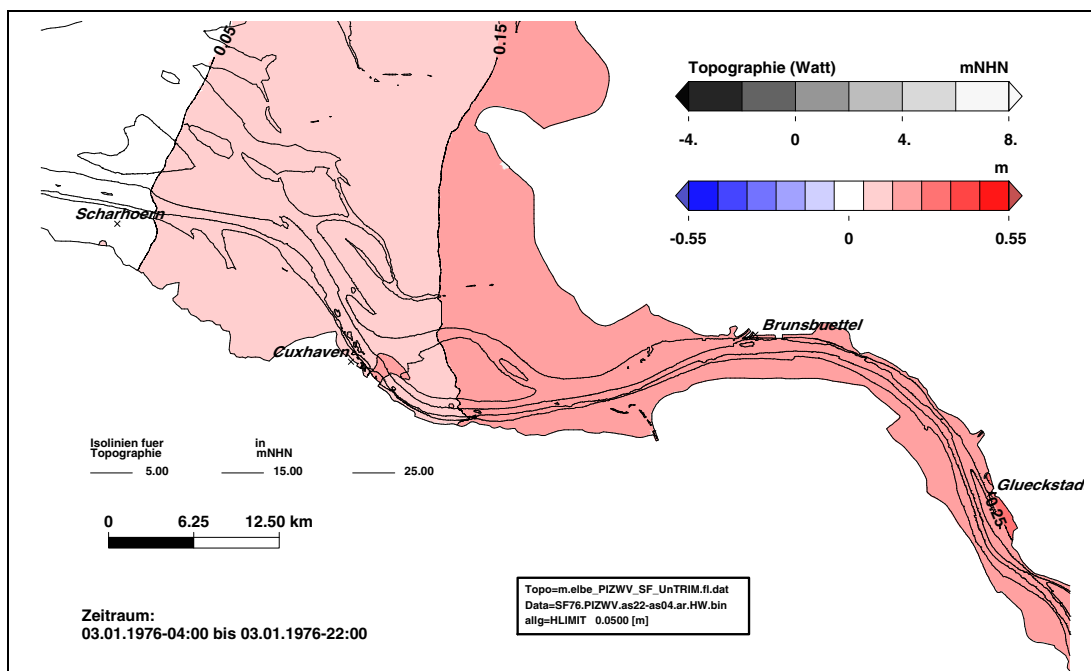 0.05
0.15
Topographie (Watt) mNHN
-4. 0 4. 8.
m
-0.55 0 0.55
Scharhoern
Brunsbuettel
Cuxhaven
Glueckstad
0.25
Isolinien fuer in
Topographie mNHN
5.00 15.00 25.00
0 6.25 12.50 km
Topo=m.elbe_PIZWV_SF_UnTRIM.fl.dat
Data=SF76.PIZWV.as22-as04.ar.HW.bin
allg=HLIMIT 0.0500 [m]
Zeitraum:
03.01.1976-04:00 bis 03.01.1976-22:00